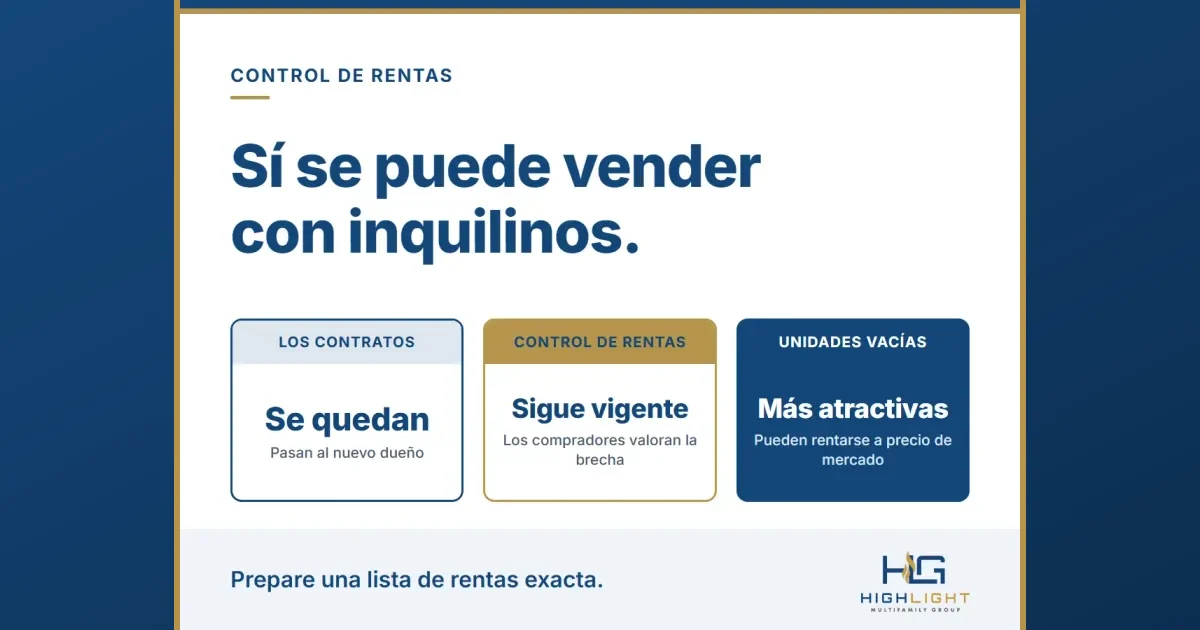 CONTROL DE RENTAS
Sí se puede vender
con inquilinos.
LOS CONTRATOS
Se quedan
Pasan al nuevo dueño
CONTROL DE RENTAS
Sigue vigente
Los compradores valoran la
brecha
UNIDADES VACÍAS
Más atractivas
Pueden rentarse a precio de
mercado
Prepare una lista de rentas exacta.
HLG
HIGHLIGHT
MULTIFAMILY GROUP